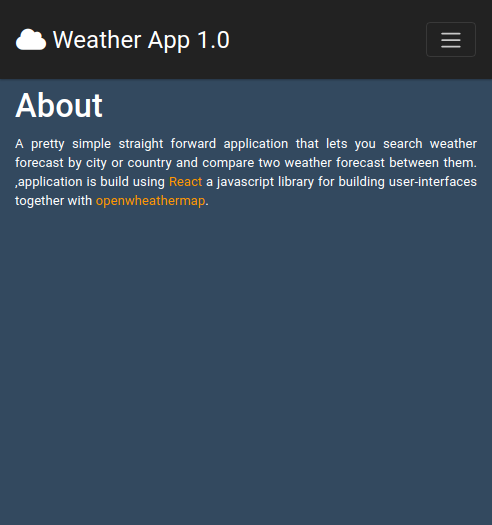 Weather App 1.0
About
A pretty simple straight forward application that lets you search weather
forecast by city or country and compare two weather forecast between them.
,application is build using React a javascript library for building user-interfaces
together with openwheathermap.